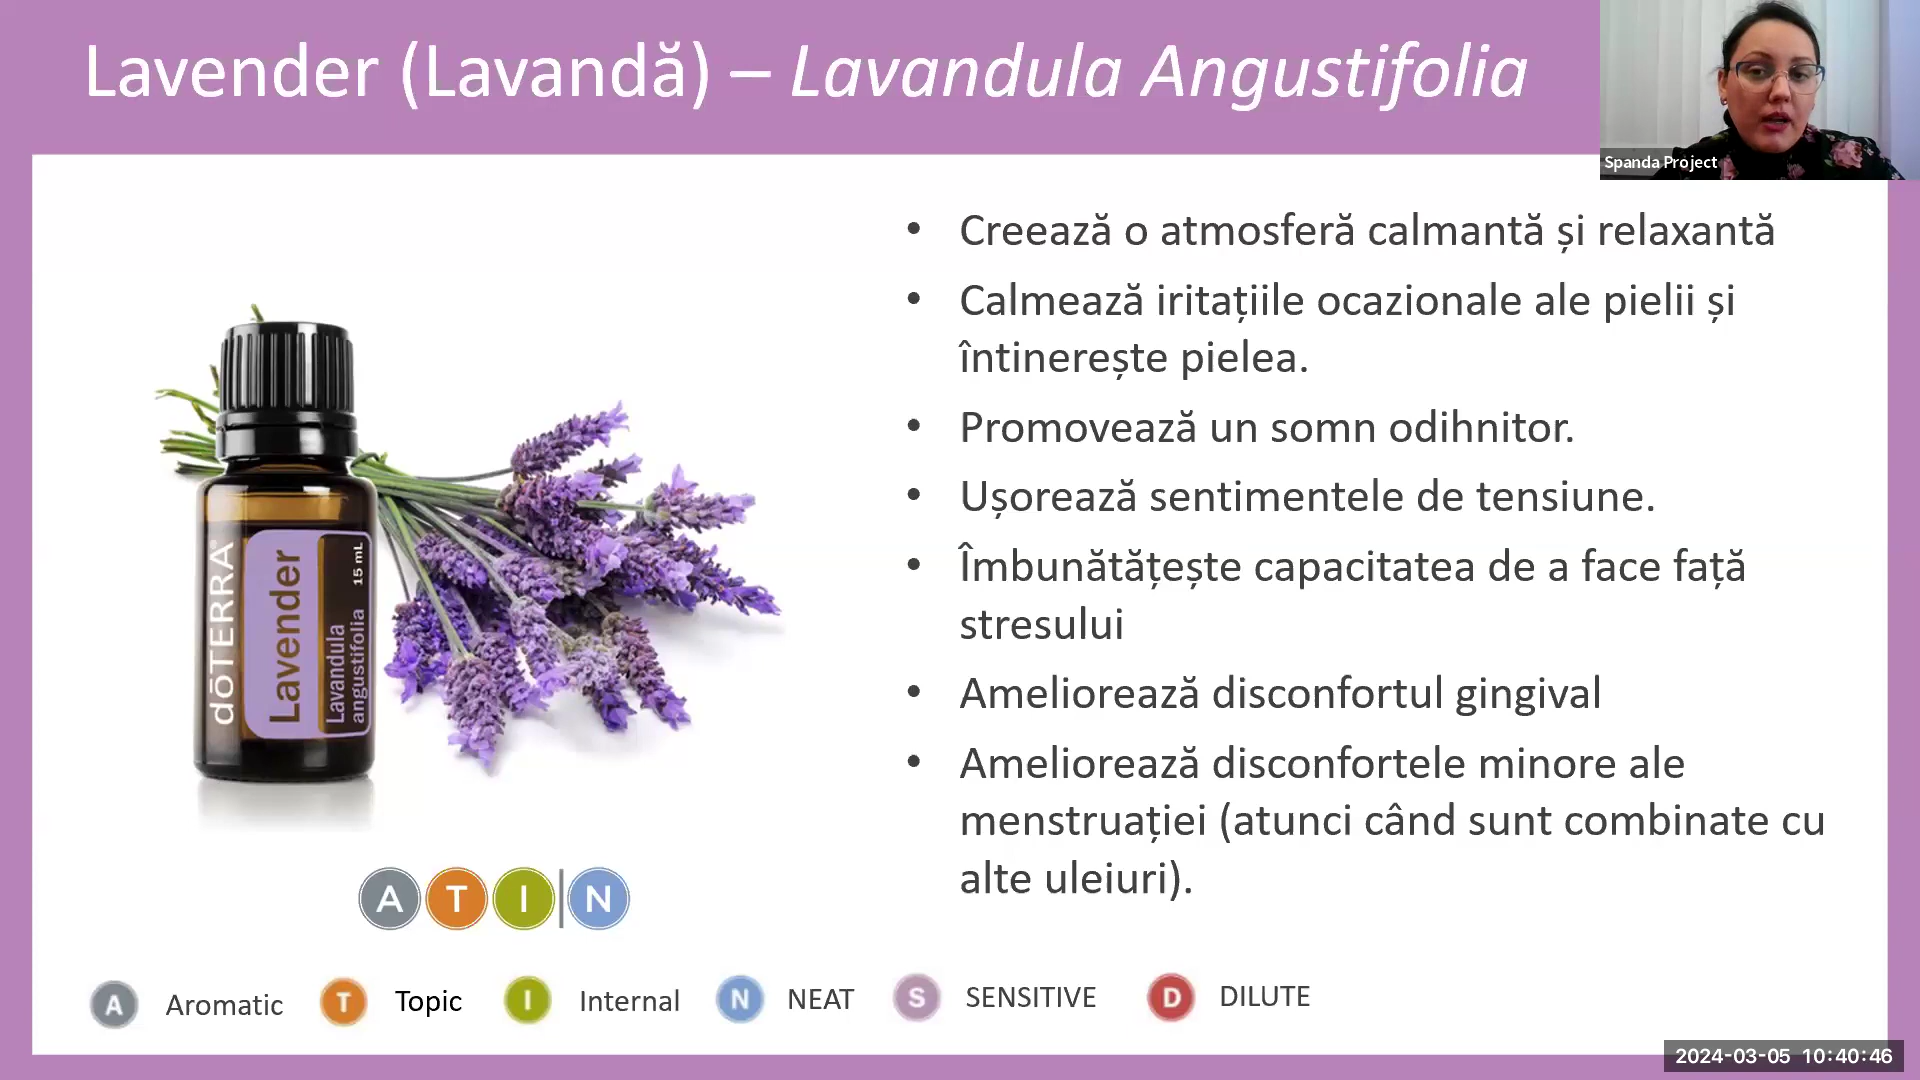 Lavender (Lavandă) – Lavandula Angustifolia
Spanda Project
• Creează o atmosferă calmantă și relaxantă
• Calmează iritațiile ocazionale ale pielii și
întinerește pielea.
• Promovează un somn odihnitor.
• Ușorează sentimentele de tensiune.
• Îmbunătățește capacitatea de a face față
stresului
• Ameliorează disconfortul gingival
• Ameliorează disconfortele minore ale
menstruației (atunci când sunt combinate cu
alte uleiuri).
dōTERRA®
Lavender
Lavandula
angustifolia 15 mL
A T I | N
A Aromatic T Topic I Internal N NEAT S SENSITIVE D DILUTE
2024-03-05 10:40:46